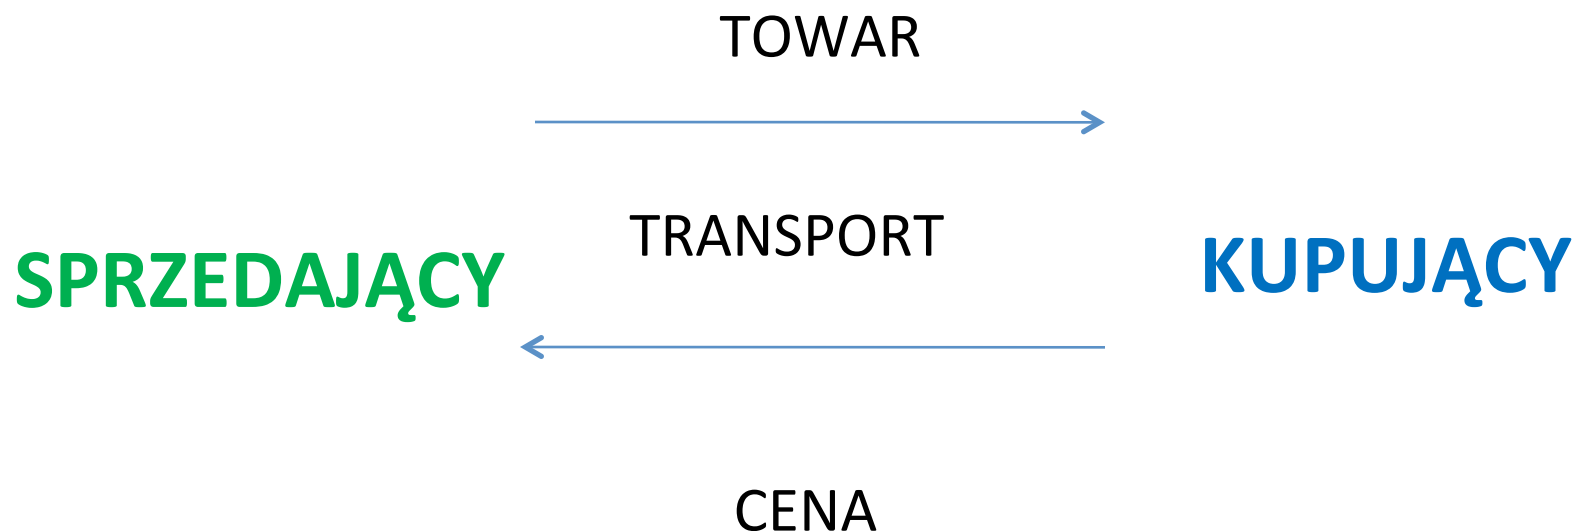 TOWAR
TRANSPORT
SPRZEDAJĄCY
KUPUJĄCY
CENA